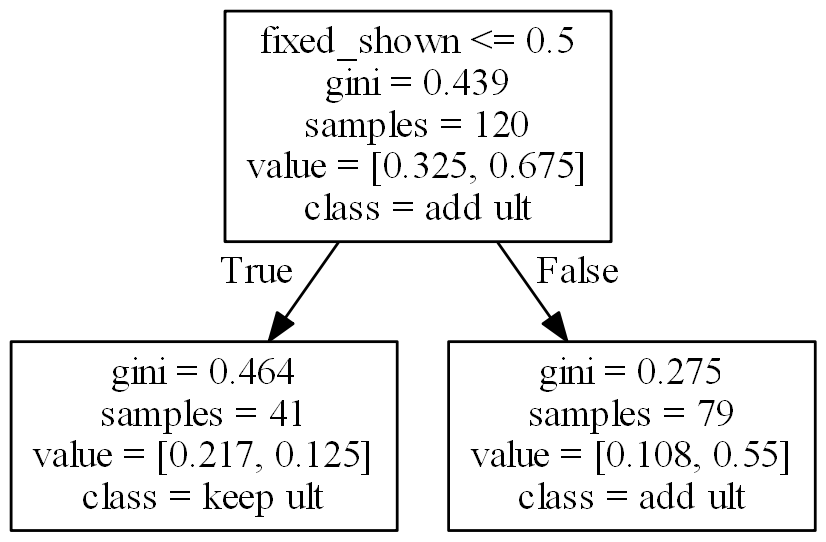 fixed_shown <= 0.5
gini = 0.439
samples = 120
value = [0.325, 0.675]
class = add ult
True
False
gini = 0.464
samples = 41
value = [0.217, 0.125]
class = keep ult
gini = 0.275
samples = 79
value = [0.108, 0.55]
class = add ult